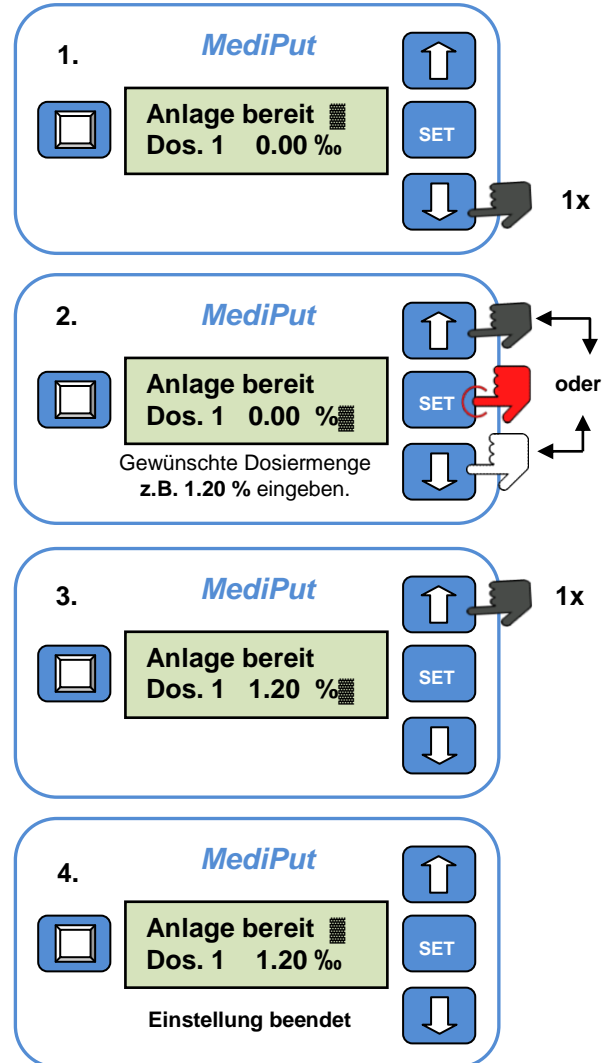 1.
MediPut
Anlage bereit ▓
Dos. 1 0.00 ‰
SET
1x
2.
MediPut
Anlage bereit
Dos. 1 0.00 %▓
SET
oder
Gewünschte Dosiermenge
z.B. 1.20 % eingeben.
3.
MediPut
1x
Anlage bereit
Dos. 1 1.20 %▓
SET
4.
MediPut
Anlage bereit ▓
Dos. 1 1.20 ‰
SET
Einstellung beendet